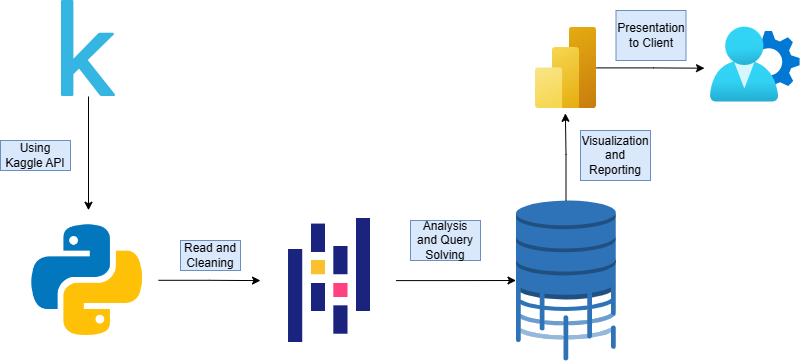 k
Presentation
to Client
Using
Kaggle API
Visualization
and
Reporting
Read and
Cleaning
Analysis
and Query
Solving